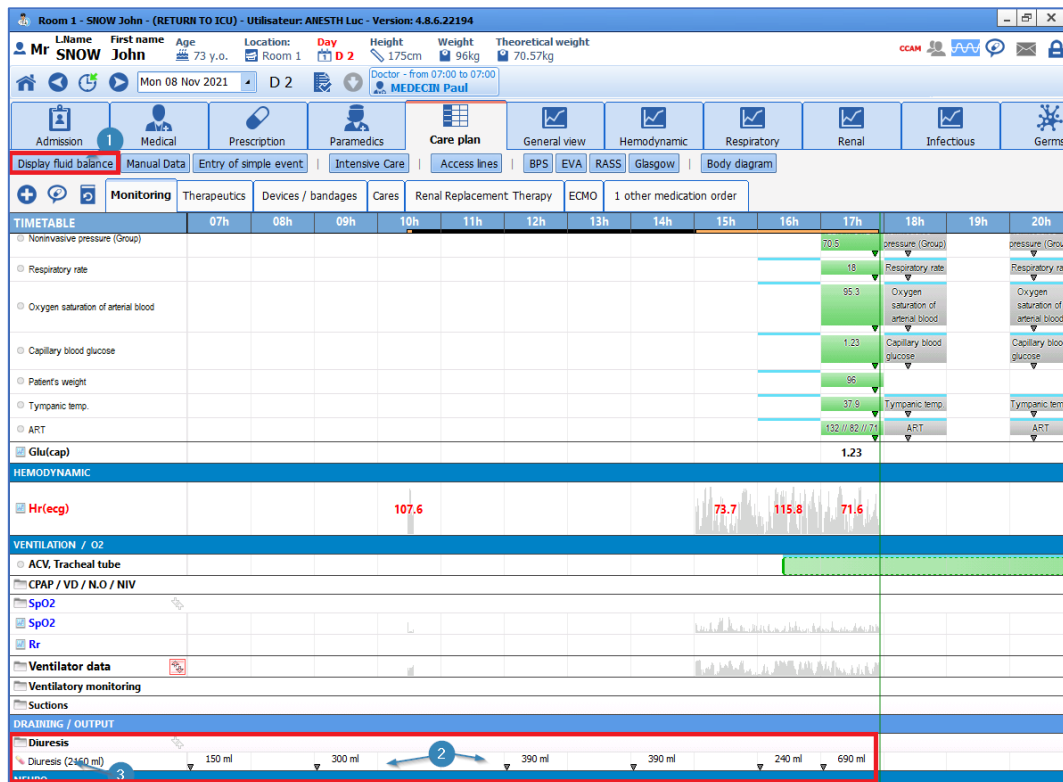 Room 1 - SNOW John - (RETURN TO ICU) - Utilisateur: ANESTH Luc - Version: 4.8.6.22194
L.Name First name Age Location: Day Height Weight Theoretical weight
Mr SNOW John 73 y.o. Room 1 D 2 175cm 96kg 70.57kg CCAM
Mon 08 Nov 2021 D 2 Doctor - from 07:00 to 07:00
MEDECIN Paul
Admission 1 Medical Prescription Paramedics Care plan General view Hemodynamic Respiratory Renal Infectious Germs
Display fluid balance Manual Data Entry of simple event | Intensive Care | Access lines | BPS EVA RASS Glasgow | Body diagram
Monitoring Therapeutics Devices / bandages Cares Renal Replacement Therapy ECMO 1 other medication order
TIMETABLE 07h 08h 09h 10h 11h 12h 13h 14h 15h 16h 17h 18h 19h 20h
Noninvasive pressure (Group) 70.5 pressure (Group) pressure (Grou
Respiratory rate 18 Respiratory rate Respiratory ra
Oxygen saturation of arterial blood 95.3 Oxygen saturation of arterial blood Oxygen saturation of arterial blood
Capillary blood glucose 1.23 Capillary blood glucose Capillary bloo glucose
Patient's weight 96
Tympanic temp. 37.9 Tympanic temp. Tympanic tem
ART 132 // 82 // 71 ART ART
Glu(cap) 1.23
HEMODYNAMIC
Hr(ecg) 107.6 73.7 115.8 71.6
VENTILATION / O2
ACV, Tracheal tube
CPAP / VD / N.O / NIV
SpO2
SpO2
Rr
Ventilator data
Ventilatory monitoring
Suctions
DRAINING / OUTPUT
Diuresis
Diuresis (2160 ml) 150 ml 300 ml 2 390 ml 390 ml 240 ml 690 ml
3
NEURO